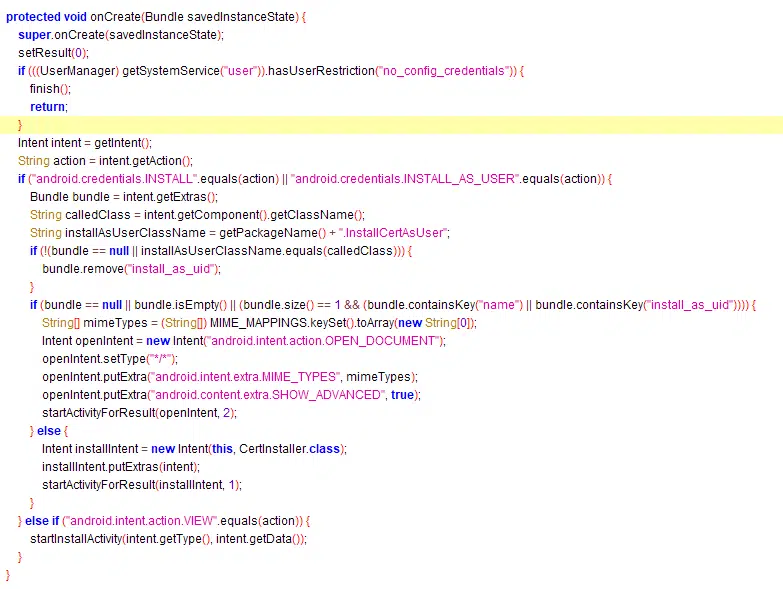 protected void onCreate(Bundle savedInstanceState) {
super.onCreate(savedInstanceState);
setResult(0);
if (((UserManager) getSystemService("user")).hasUserRestriction("no_config_credentials")) {
finish();
return;
}
Intent intent = getIntent();
String action = intent.getAction();
if ("android.credentials.INSTALL".equals(action) || "android.credentials.INSTALL_AS_USER".equals(action)) {
Bundle bundle = intent.getExtras();
String calledClass = intent.getComponent().getClassName();
String installAsUserClassName = getPackageName() + ".InstallCertAsUser";
if (!(bundle == null || installAsUserClassName.equals(calledClass))) {
bundle.remove("install_as_uid");
}
if (bundle == null || bundle.isEmpty() || (bundle.size() == 1 && (bundle.containsKey("name") || bundle.containsKey("install_as_uid")))) {
String[] mimeTypes = (String[]) MIME_MAPPINGS.keySet().toArray(new String[0]);
Intent openIntent = new Intent("android.intent.action.OPEN_DOCUMENT");
openIntent.setType("*/*");
openIntent.putExtra("android.intent.extra.MIME_TYPES", mimeTypes);
openIntent.putExtra("android.content.extra.SHOW_ADVANCED", true);
startActivityForResult(openIntent, 2);
} else {
Intent installIntent = new Intent(this, CertInstaller.class);
installIntent.putExtras(intent);
startActivityForResult(installIntent, 1);
}
} else if ("android.intent.action.VIEW".equals(action)) {
startInstallActivity(intent.getType(), intent.getData());
}
}